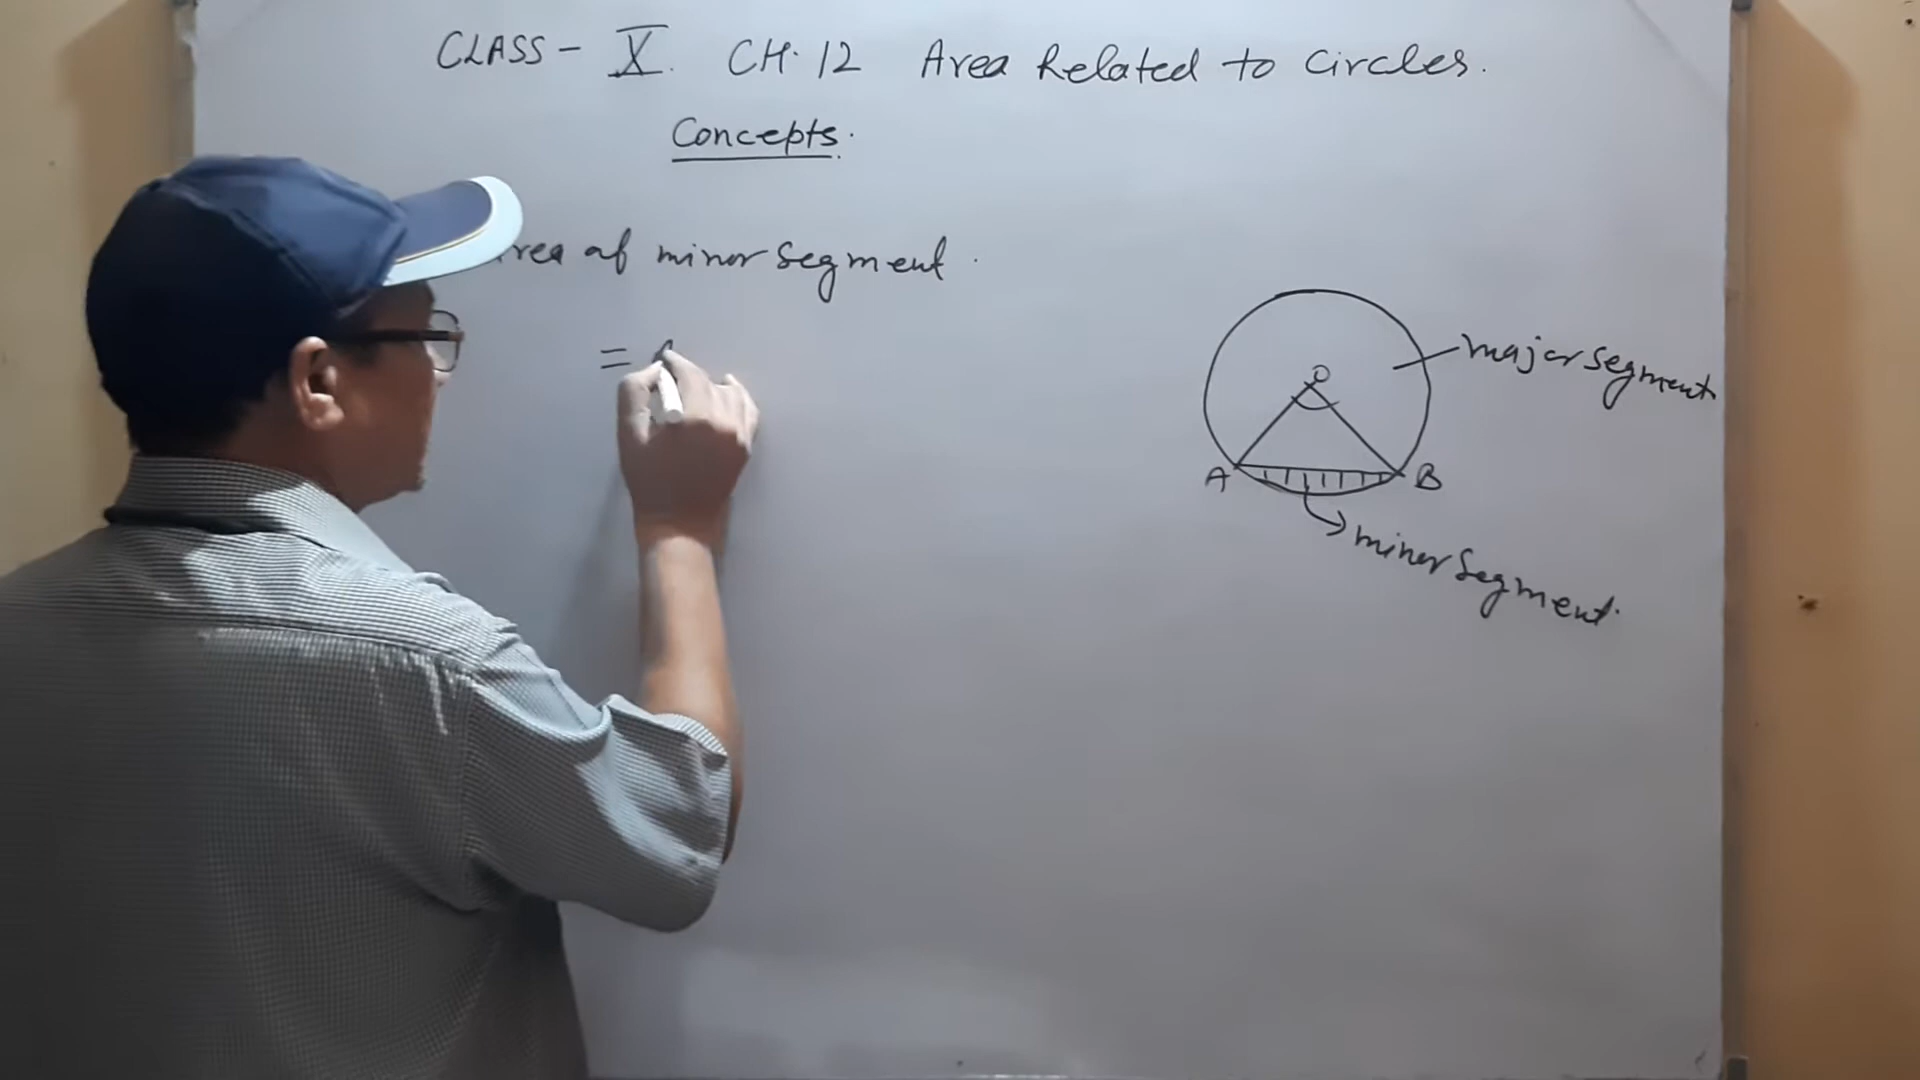 CLASS - X. CH. 12 Area Related to Circles.
Concepts.
rea of minor segment.
=
O
major segment
A
B
minor segment.